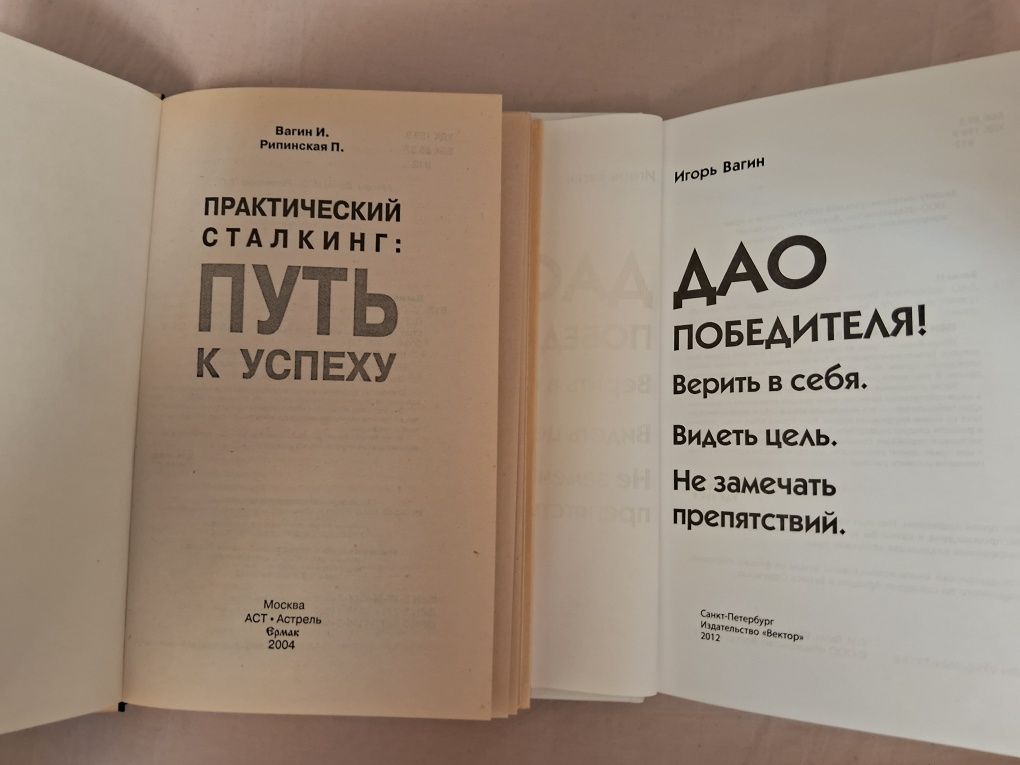 Вагин И.
Рипинская П.
ПРАКТИЧЕСКИЙ
СТАЛКИНГ:
ПУТЬ
К УСПЕХУ
Москва
АСТ • Астрель
Ермак
2004
Игорь Вагин
ДАО
ПОБЕДИТЕЛЯ!
Верить в себя.
Видеть цель.
Не замечать
препятствий.
Санкт-Петербург
Издательство «Вектор»
2012